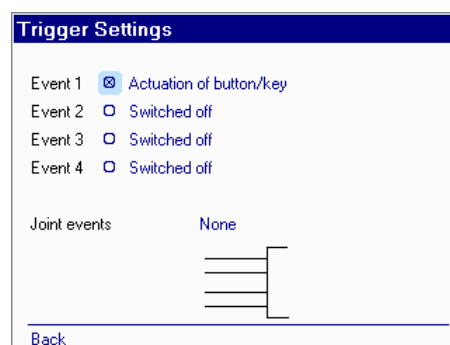 Trigger Settings
Event 1 Actuation of button/key
Event 2 Switched off
Event 3 Switched off
Event 4 Switched off
Joint events None
Back